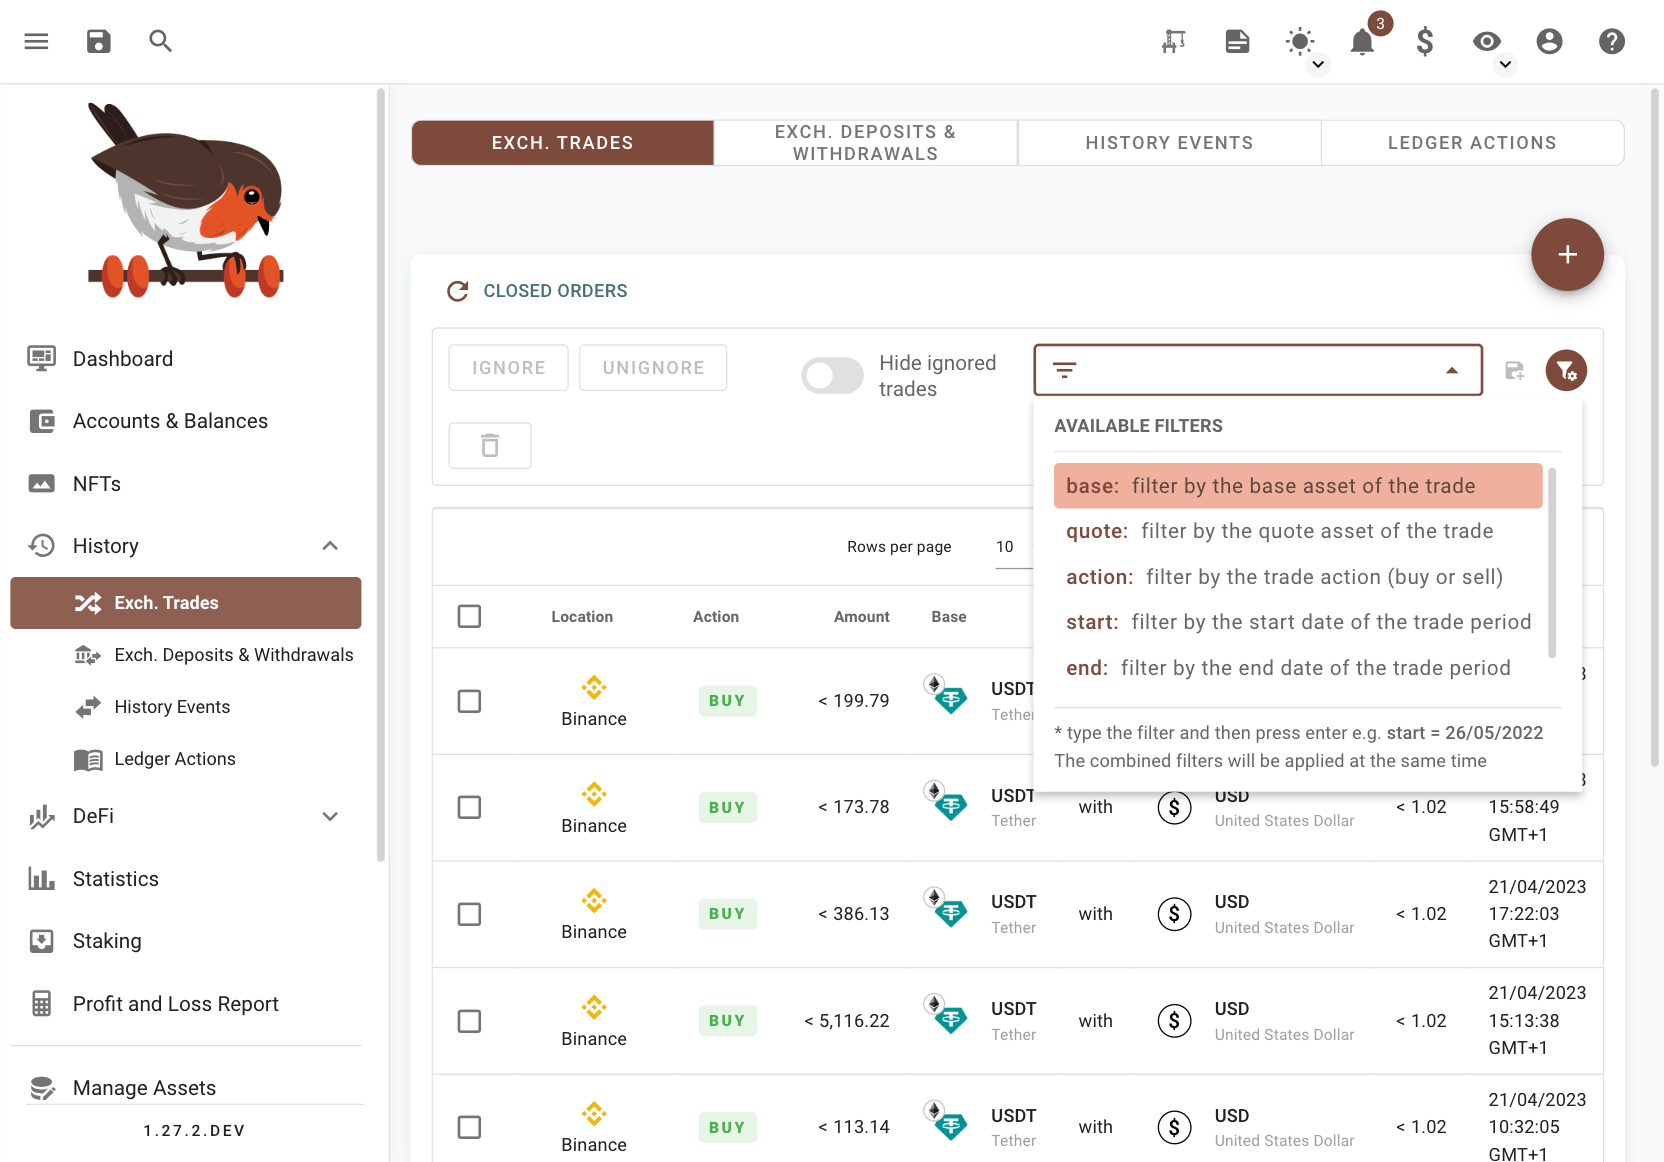 3
EXCH. TRADES
EXCH. DEPOSITS &
WITHDRAWALS
HISTORY EVENTS
LEDGER ACTIONS
CLOSED ORDERS
IGNORE
UNIGNORE
Hide ignored
trades
AVAILABLE FILTERS
base: filter by the base asset of the trade
quote: filter by the quote asset of the trade
action: filter by the trade action (buy or sell)
start: filter by the start date of the trade period
end: filter by the end date of the trade period
* type the filter and then press enter e.g. start = 26/05/2022
The combined filters will be applied at the same time
Dashboard
Accounts & Balances
NFTs
History
Exch. Trades
Exch. Deposits & Withdrawals
History Events
Ledger Actions
DeFi
Statistics
Staking
Profit and Loss Report
Manage Assets
1.27.2.DEV
Rows per page 10
Location Action Amount Base
Binance BUY < 199.79 USDT
Tether
Binance BUY < 173.78 USDT
Tether with USD
United States Dollar < 1.02
15:58:49
GMT+1
Binance BUY < 386.13 USDT
Tether with USD
United States Dollar < 1.02 21/04/2023
17:22:03
GMT+1
Binance BUY < 5,116.22 USDT
Tether with USD
United States Dollar < 1.02 21/04/2023
15:13:38
GMT+1
Binance BUY < 113.14 USDT
Tether with USD
United States Dollar < 1.02 21/04/2023
10:32:05
GMT+1